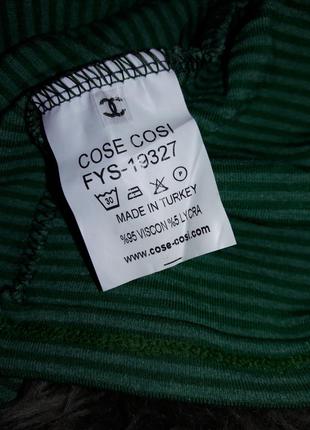 COSE COSI
FYS-19327
30
P
MADE IN TURKEY
%95 VISCON %5 LYCRA
www.cose-cosi.com